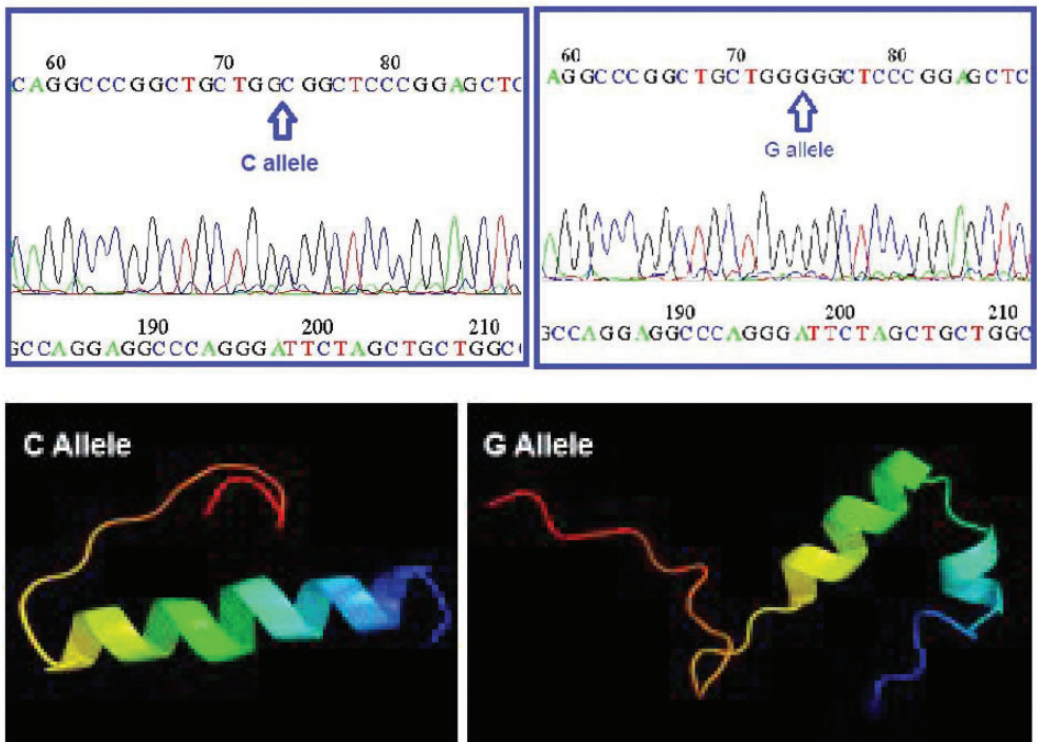 60 70 80
CAGGCCCGGCTGCTGGC GGCTCCCGGAGCTC
C allele
190 200 210
GCCAGGAGGCCCAGGGATTCTAGCTGCTGGC
60 70 80
AGGCCCGGCTGCTGGGGGCTCCCGGAGCTC
G allele
190 200 210
GCCAGGAGGCCCAGGGATTCTAGCTGCTGGC
C Allele
G Allele